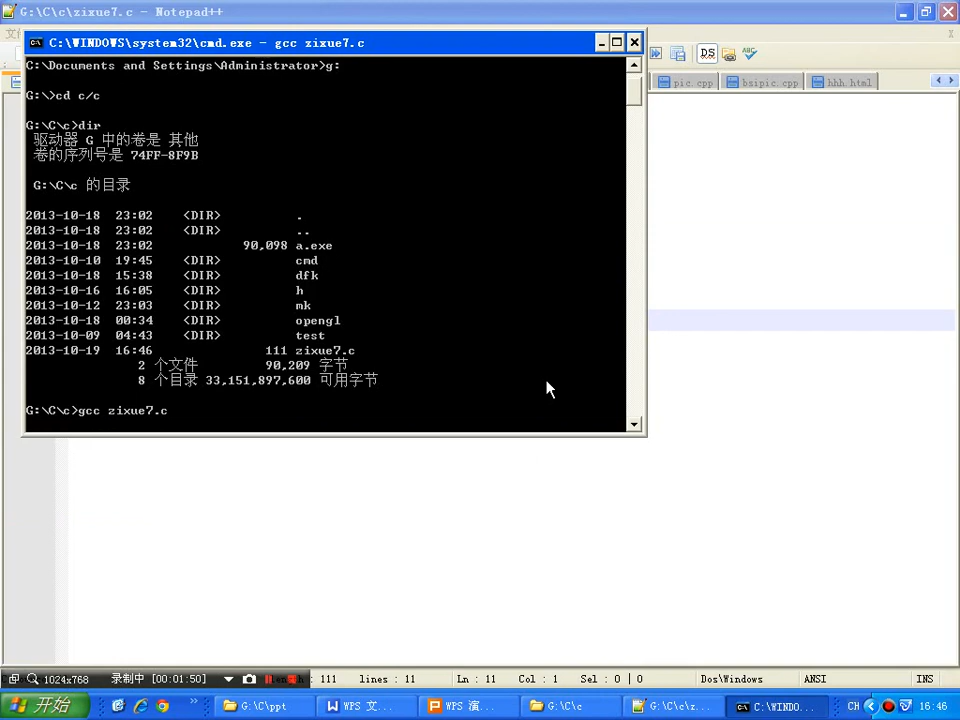 G:\C\c\zixue7.c - Notepad++
C:\WINDOWS\system32\cmd.exe - gcc zixue7.c
C:\Documents and Settings\Administrator>g:
G:\>cd c/c
G:\C\c>dir
驱动器 G 中的卷是 其他
卷的序列号是 74FF-8F9B
G:\C\c 的目录
2013-10-18 23:02 <DIR> .
2013-10-18 23:02 <DIR> ..
2013-10-18 23:02 90,098 a.exe
2013-10-10 19:45 <DIR> cmd
2013-10-18 15:38 <DIR> dfk
2013-10-16 16:05 <DIR> h
2013-10-12 23:03 <DIR> mk
2013-10-18 00:34 <DIR> opengl
2013-10-09 04:43 <DIR> test
2013-10-19 16:46 111 zixue7.c
2 个文件 90,209 字节
8 个目录 33,151,897,600 可用字节
G:\C\c>gcc zixue7.c
pic.cpp bsipic.cpp hhh.html
1024x768 录制中 [00:01:50] : 111 lines : 11 Ln : 11 Col : 1 Sel : 0 | 0 Dos\Windows ANSI INS
开始 G:\C\ppt WPS 文... WPS 演... G:\C\c G:\C\c\z... C:\WINDO... CH 16:46